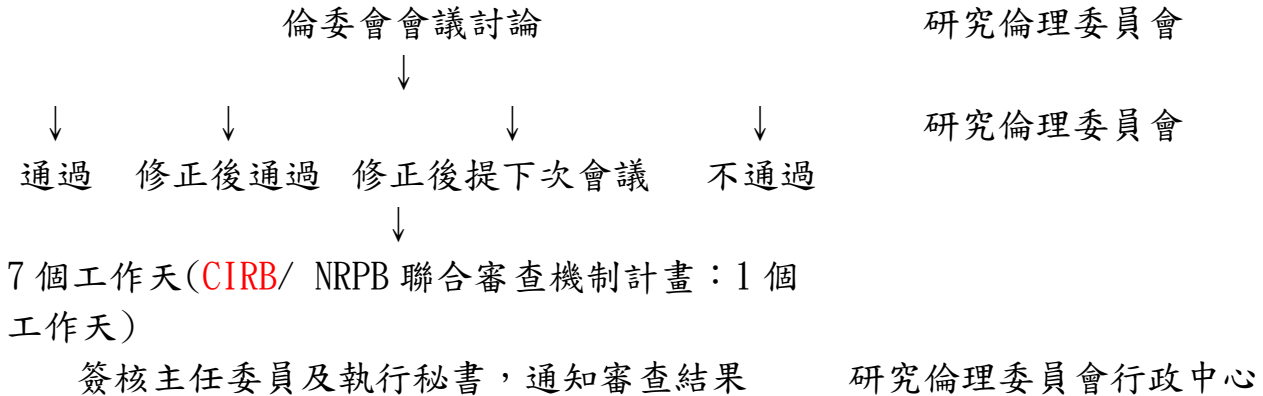 倫委會會議討論 研究倫理委員會
↓
↓ ↓ ↓ ↓ 研究倫理委員會
通過 修正後通過 修正後提下次會議 不通過
↓
7個工作天(CIRB/ NRPB聯合審查機制計畫：1個
工作天)
簽核主任委員及執行秘書，通知審查結果 研究倫理委員會行政中心